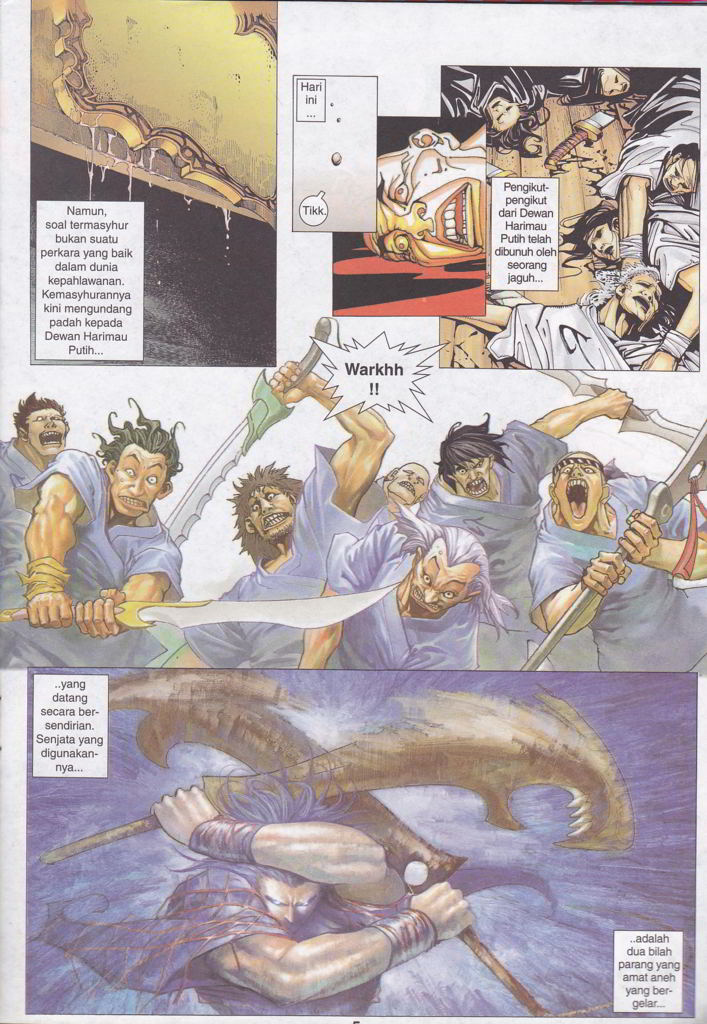 Namun,
soal termasyhur
bukan suatu
perkara yang baik
dalam dunia
kepahlawanan.
Kemasyhurannya
kini mengundang
padah kepada
Dewan Harimau
Putih...
Hari
ini
...
Tikk.
Pengikut-
pengikut
dari Dewan
Harimau
Putih telah
dibunuh oleh
seorang
jaguh...
Warkhh
!!
..yang
datang
secara ber-
sendirian.
Senjata yang
digunakan-
nya...
..adalah
dua bilah
parang yang
amat aneh
yang ber-
gelar...